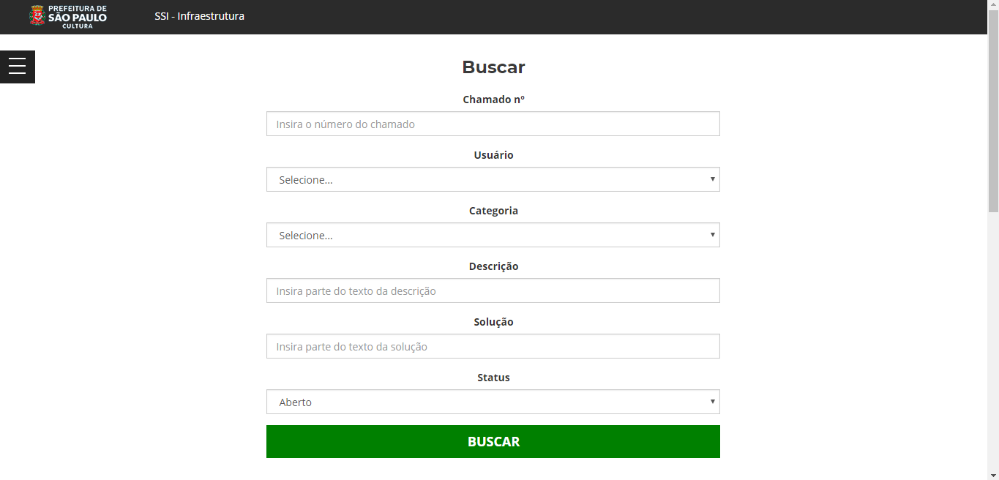 PREFEITURA DE
SÃO PAULO
CULTURA
SSI - Infraestrutura
Buscar
Chamado nº
Insira o número do chamado
Usuário
Selecione...
Categoria
Selecione...
Descrição
Insira parte do texto da descrição
Solução
Insira parte do texto da solução
Status
Aberto
BUSCAR